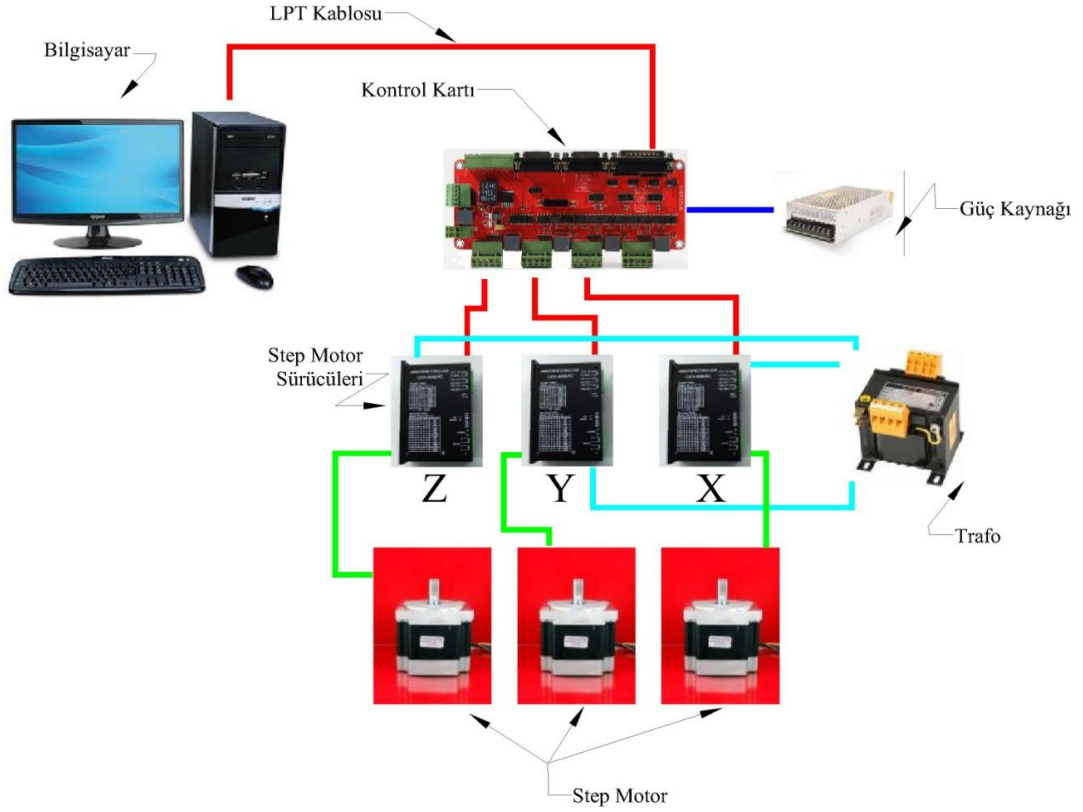 LPT Kablosu
Bilgisayar
Kontrol Kartı
Güç Kaynağı
Step Motor
Sürücüleri
Z
Y
X
Trafo
Step Motor